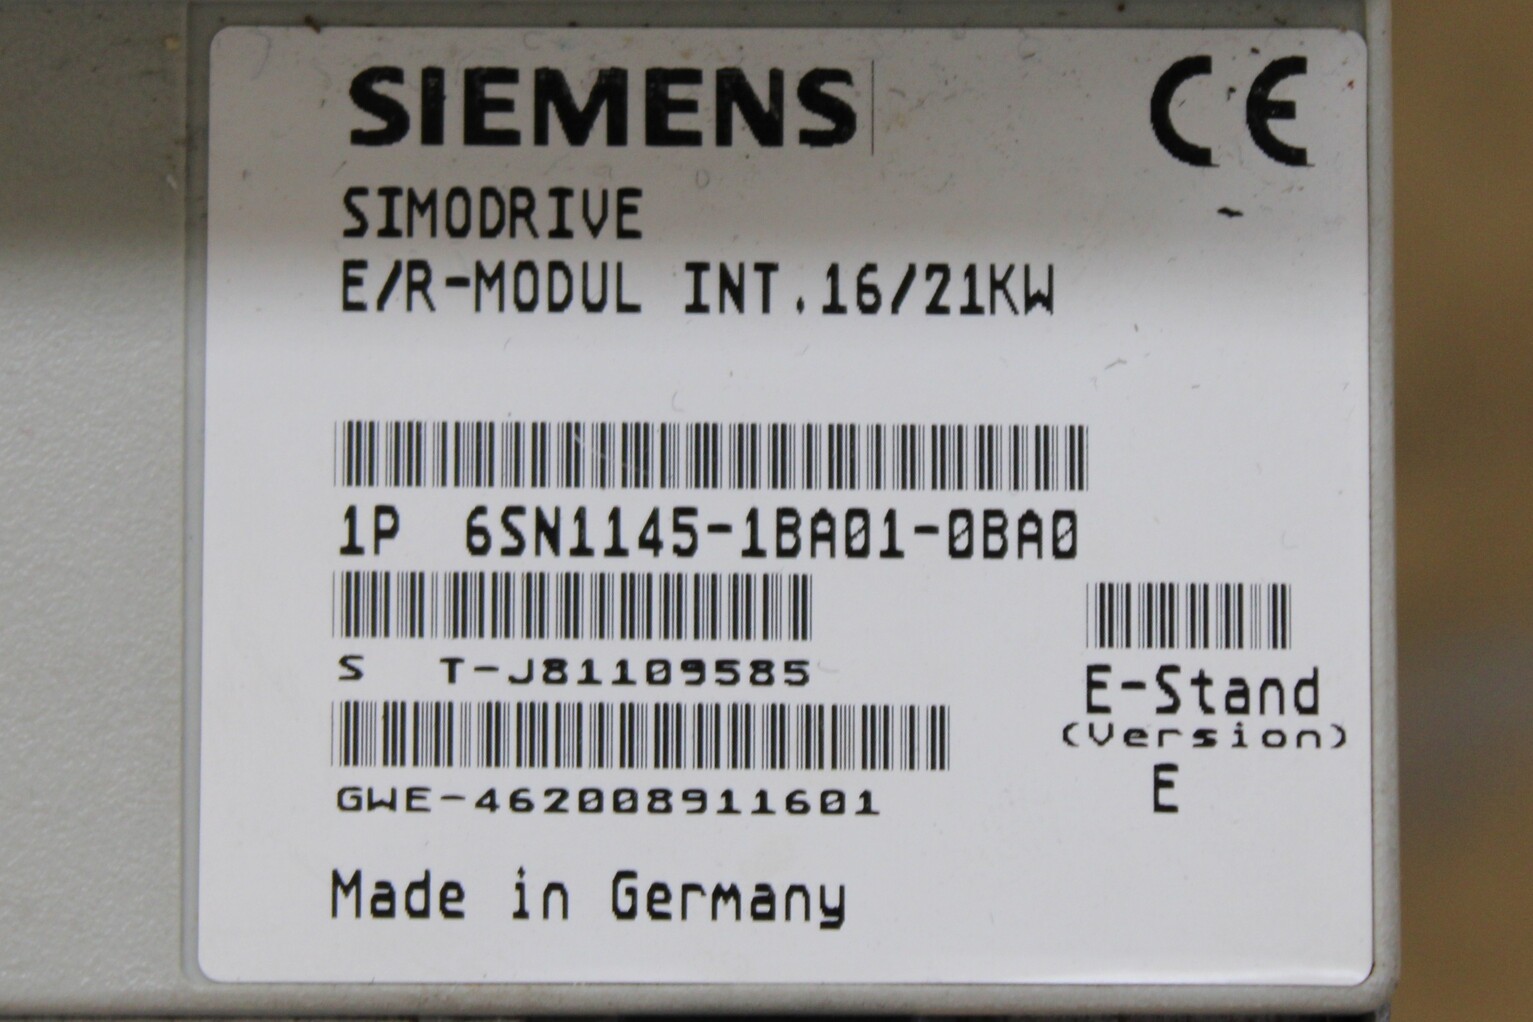 SIEMENS
CE
SIMODRIVE
E/R-MODUL INT.16/21KW
1P 6SN1145-1BA01-0BA0
S T-J81109585
E-Stand
(Version)
E
GWE-462008911601
Made in Germany